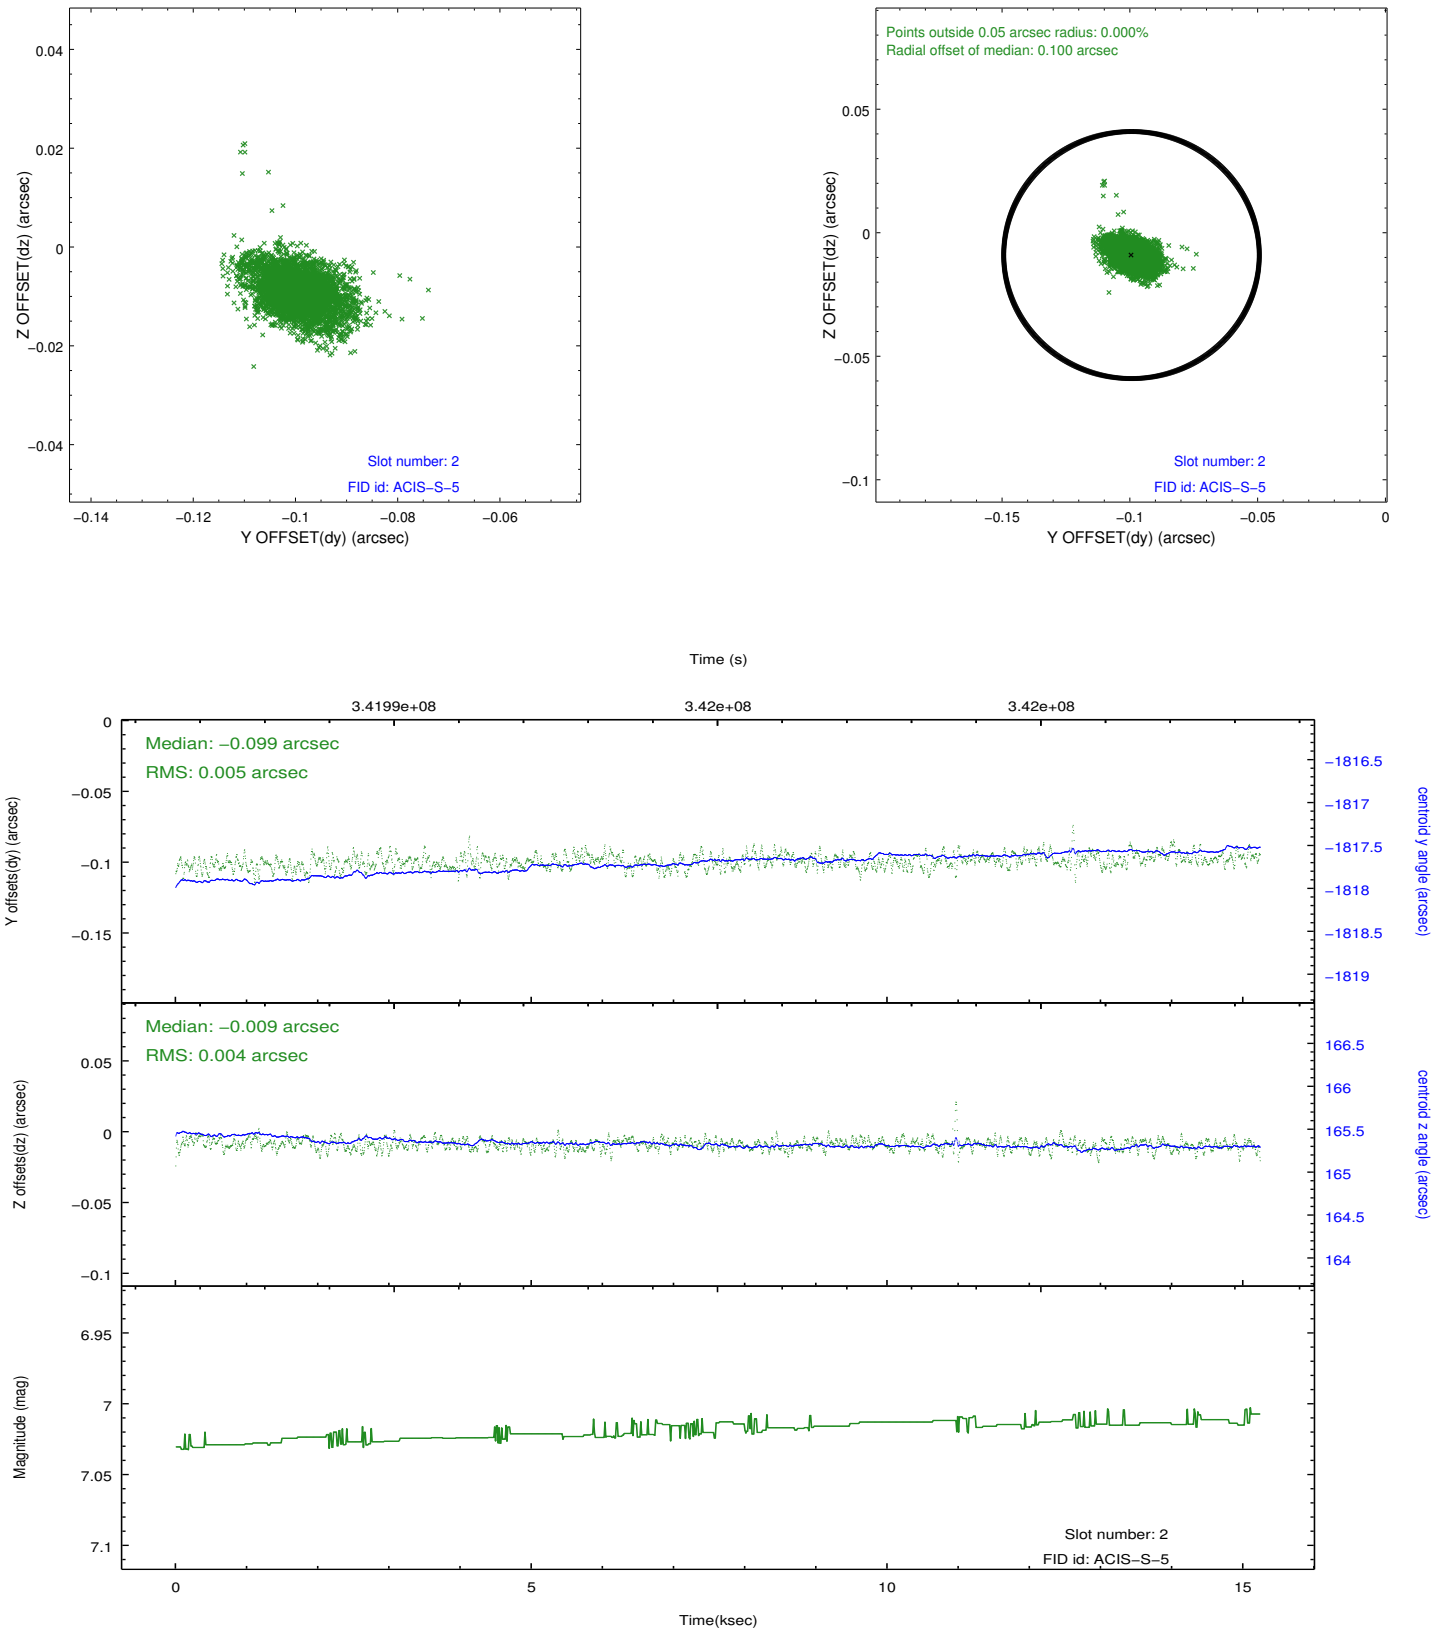 0.04
0.02
0
−0.02
−0.04
Z OFFSET(dz) (arcsec)
Slot number: 2
FID id: ACIS−S−5
−0.14
−0.12
−0.1
−0.08
−0.06
Y OFFSET(dy) (arcsec)
Points outside 0.05 arcsec radius: 0.000%
Radial offset of median: 0.100 arcsec
0.05
0
−0.05
−0.1
Z OFFSET(dz) (arcsec)
Slot number: 2
FID id: ACIS−S−5
−0.15
−0.1
−0.05
0
Y OFFSET(dy) (arcsec)
Time (s)
3.4199e+08
3.42e+08
3.42e+08
0
−0.05
−0.1
−0.15
Y offsets(dy) (arcsec)
Median: −0.099 arcsec
RMS: 0.005 arcsec
−1816.5
−1817
−1817.5
−1818
−1818.5
−1819
centroid y angle (arcsec)
0.05
0
−0.05
−0.1
Z offsets(dz) (arcsec)
Median: −0.009 arcsec
RMS: 0.004 arcsec
166.5
166
165.5
165
164.5
164
centroid z angle (arcsec)
6.95
7
7.05
7.1
Magnitude (mag)
Slot number: 2
FID id: ACIS−S−5
0
5
10
15
Time(ksec)